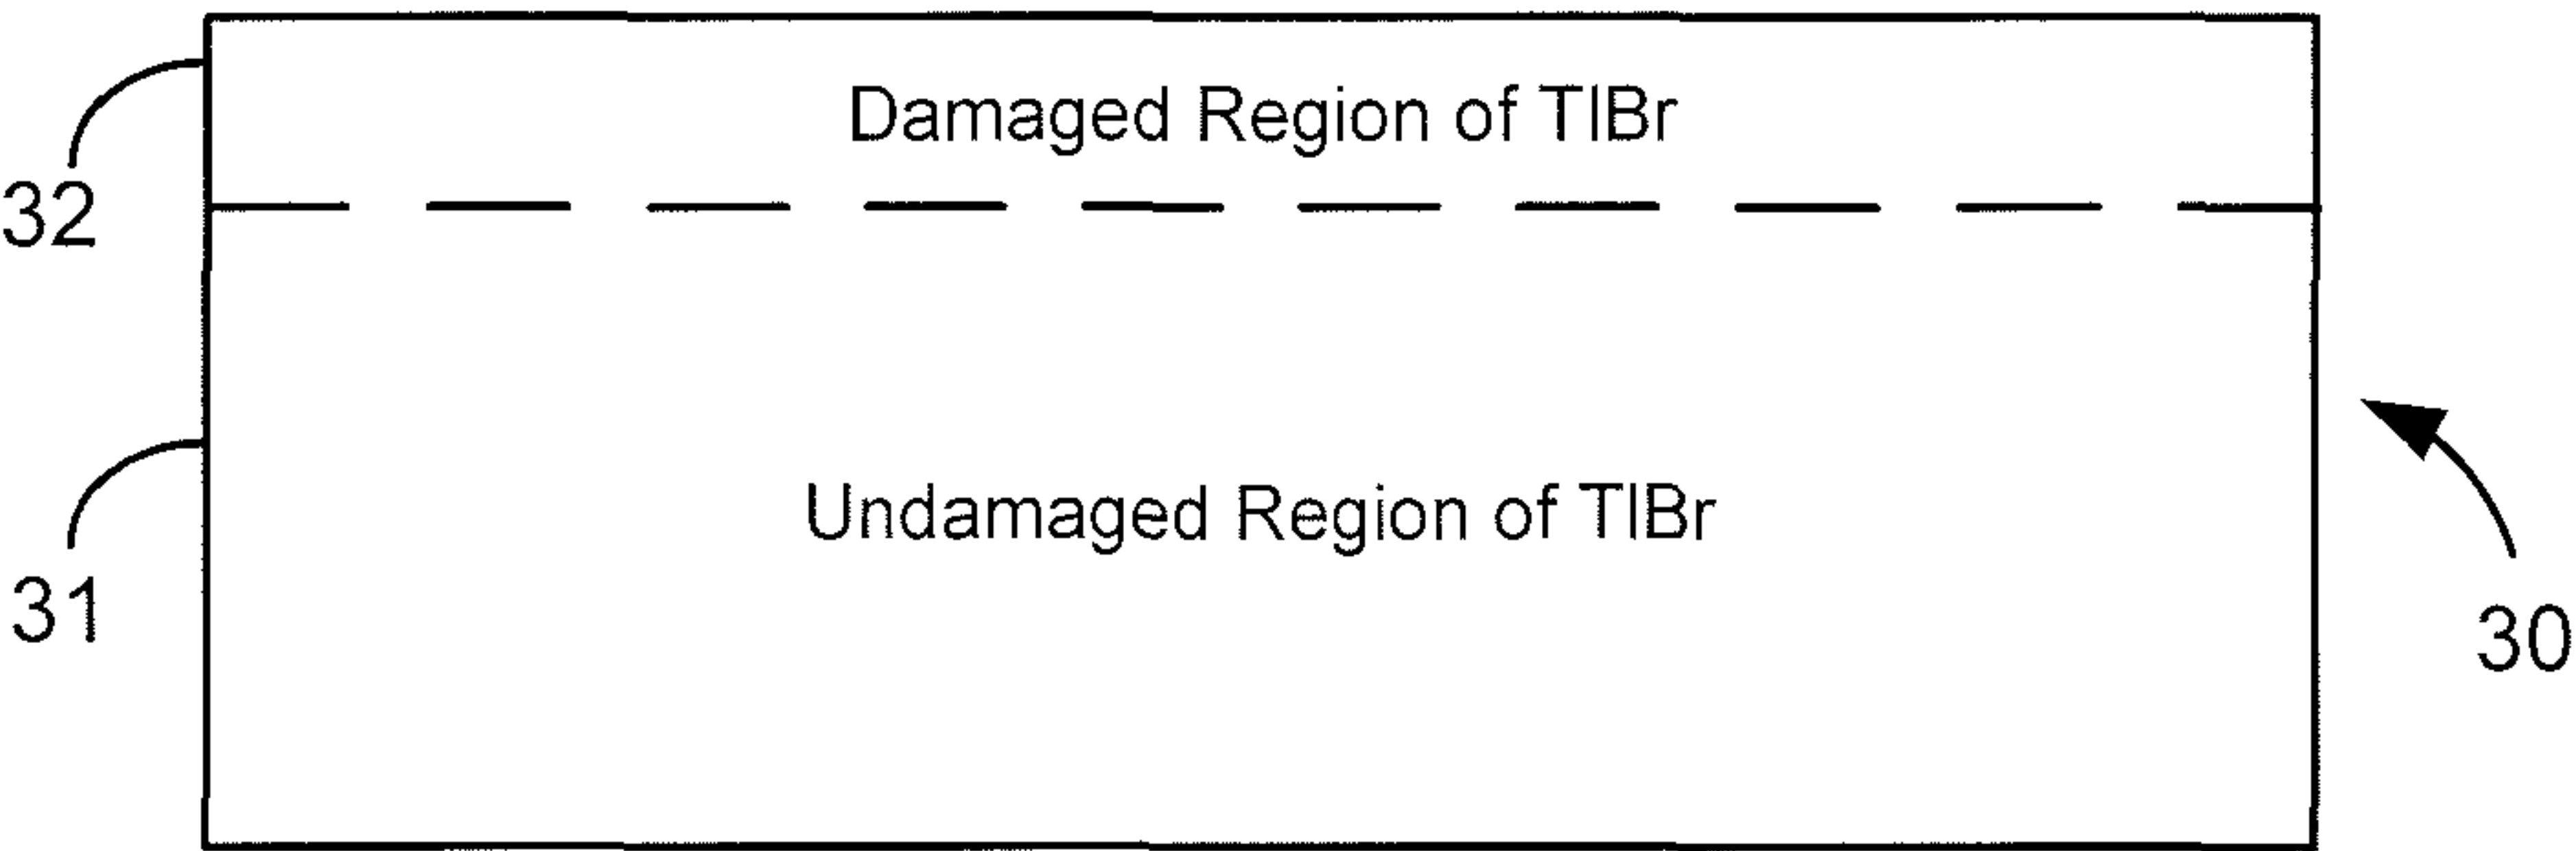 Damaged Region of TlBr
32
Undamaged Region of TlBr
31
30